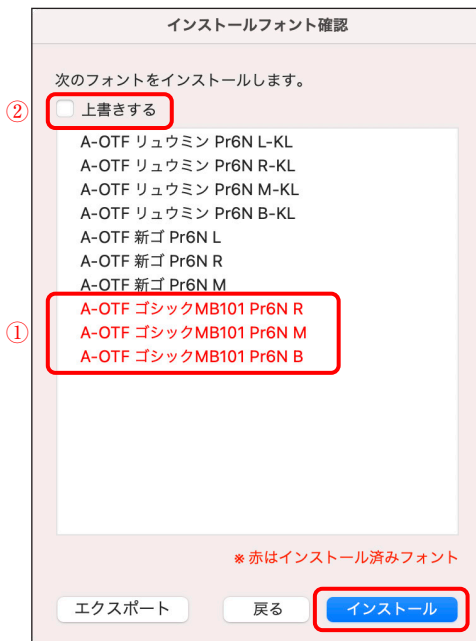 インストールフォント確認
次のフォントをインストールします。
② 上書きする
A-OTF リュウミン Pr6N L-KL
A-OTF リュウミン Pr6N R-KL
A-OTF リュウミン Pr6N M-KL
A-OTF リュウミン Pr6N B-KL
A-OTF 新ゴ Pr6N L
A-OTF 新ゴ Pr6N R
A-OTF 新ゴ Pr6N M
A-OTF ゴシックMB101 Pr6N R
① A-OTF ゴシックMB101 Pr6N M
A-OTF ゴシックMB101 Pr6N B
※赤はインストール済みフォント
エクスポート 戻る インストール